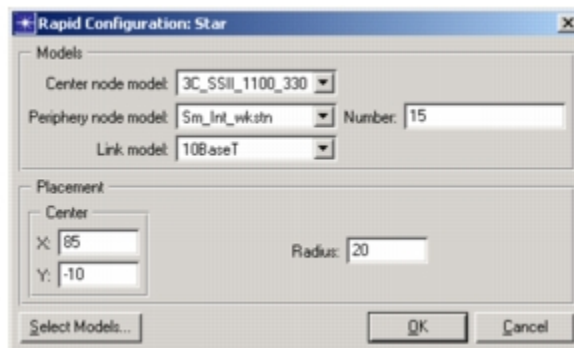 Rapid Configuration: Star
Models
Center node model: 3C_SSII_1100_330
Periphery node model: Sm_Int_wkstn Number: 15
Link model: 10BaseT
Placement
Center
X: 85
Radius: 20
Y: -10
Select Models... OK Cancel